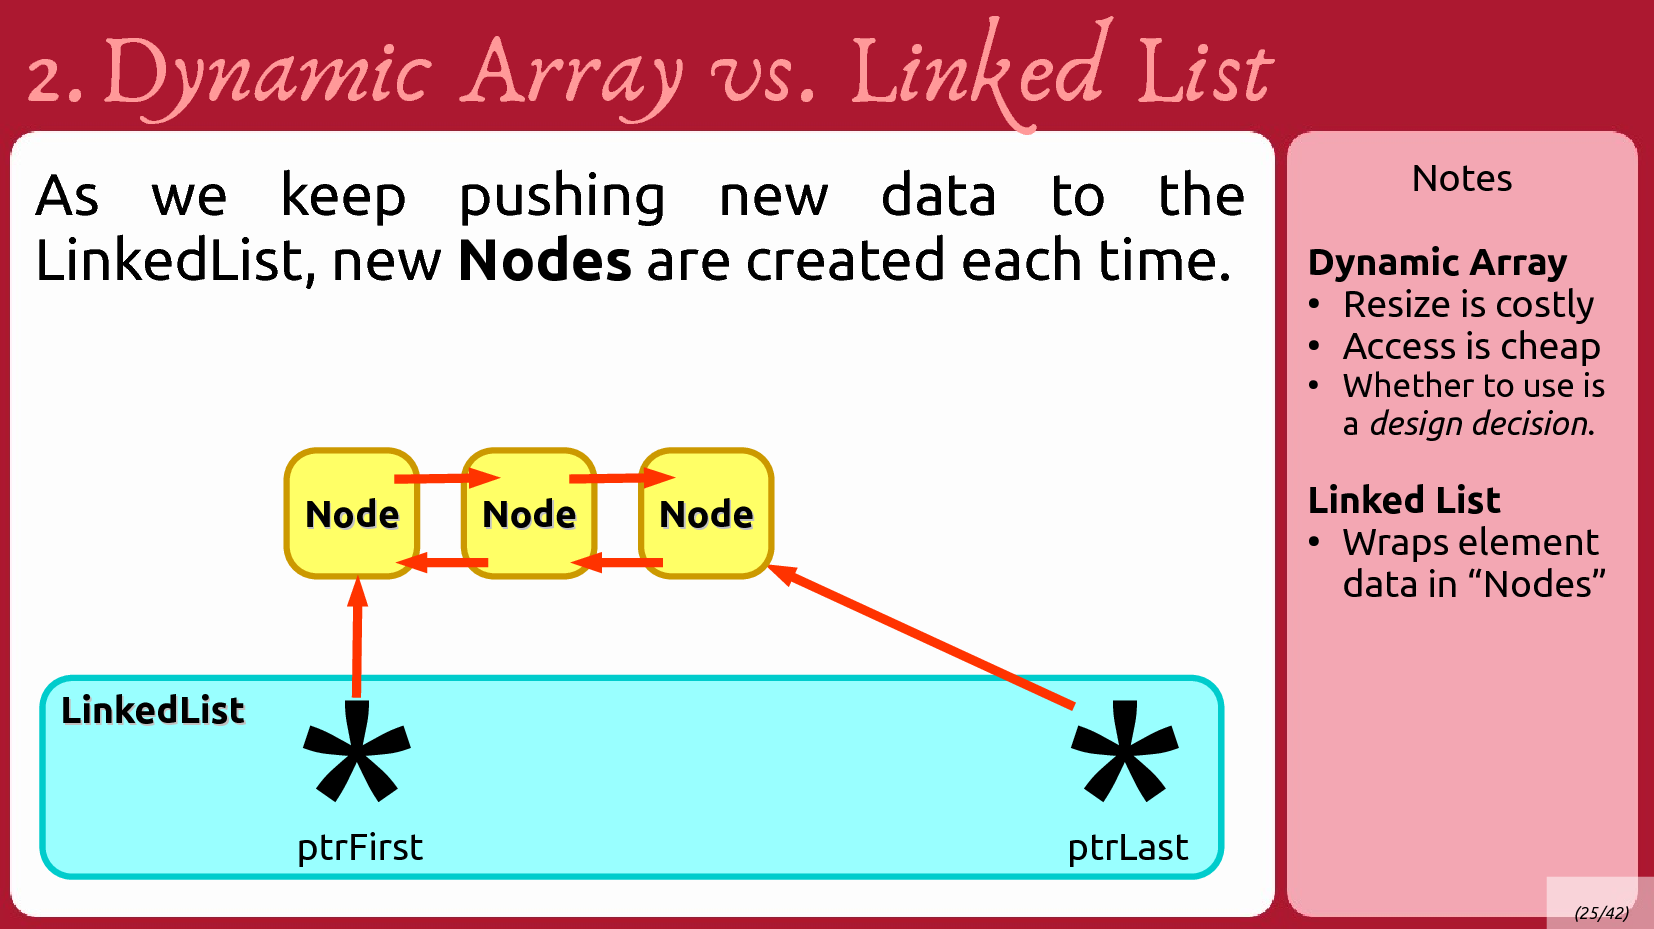 2. Dynamic Array vs. Linked List
As we keep pushing new data to the
LinkedList, new Nodes are created each time.
Node Node Node
LinkedList
* *
ptrFirst ptrLast
Notes
Dynamic Array
• Resize is costly
• Access is cheap
• Whether to use is
a design decision.
Linked List
• Wraps element
data in “Nodes”
(25/42)